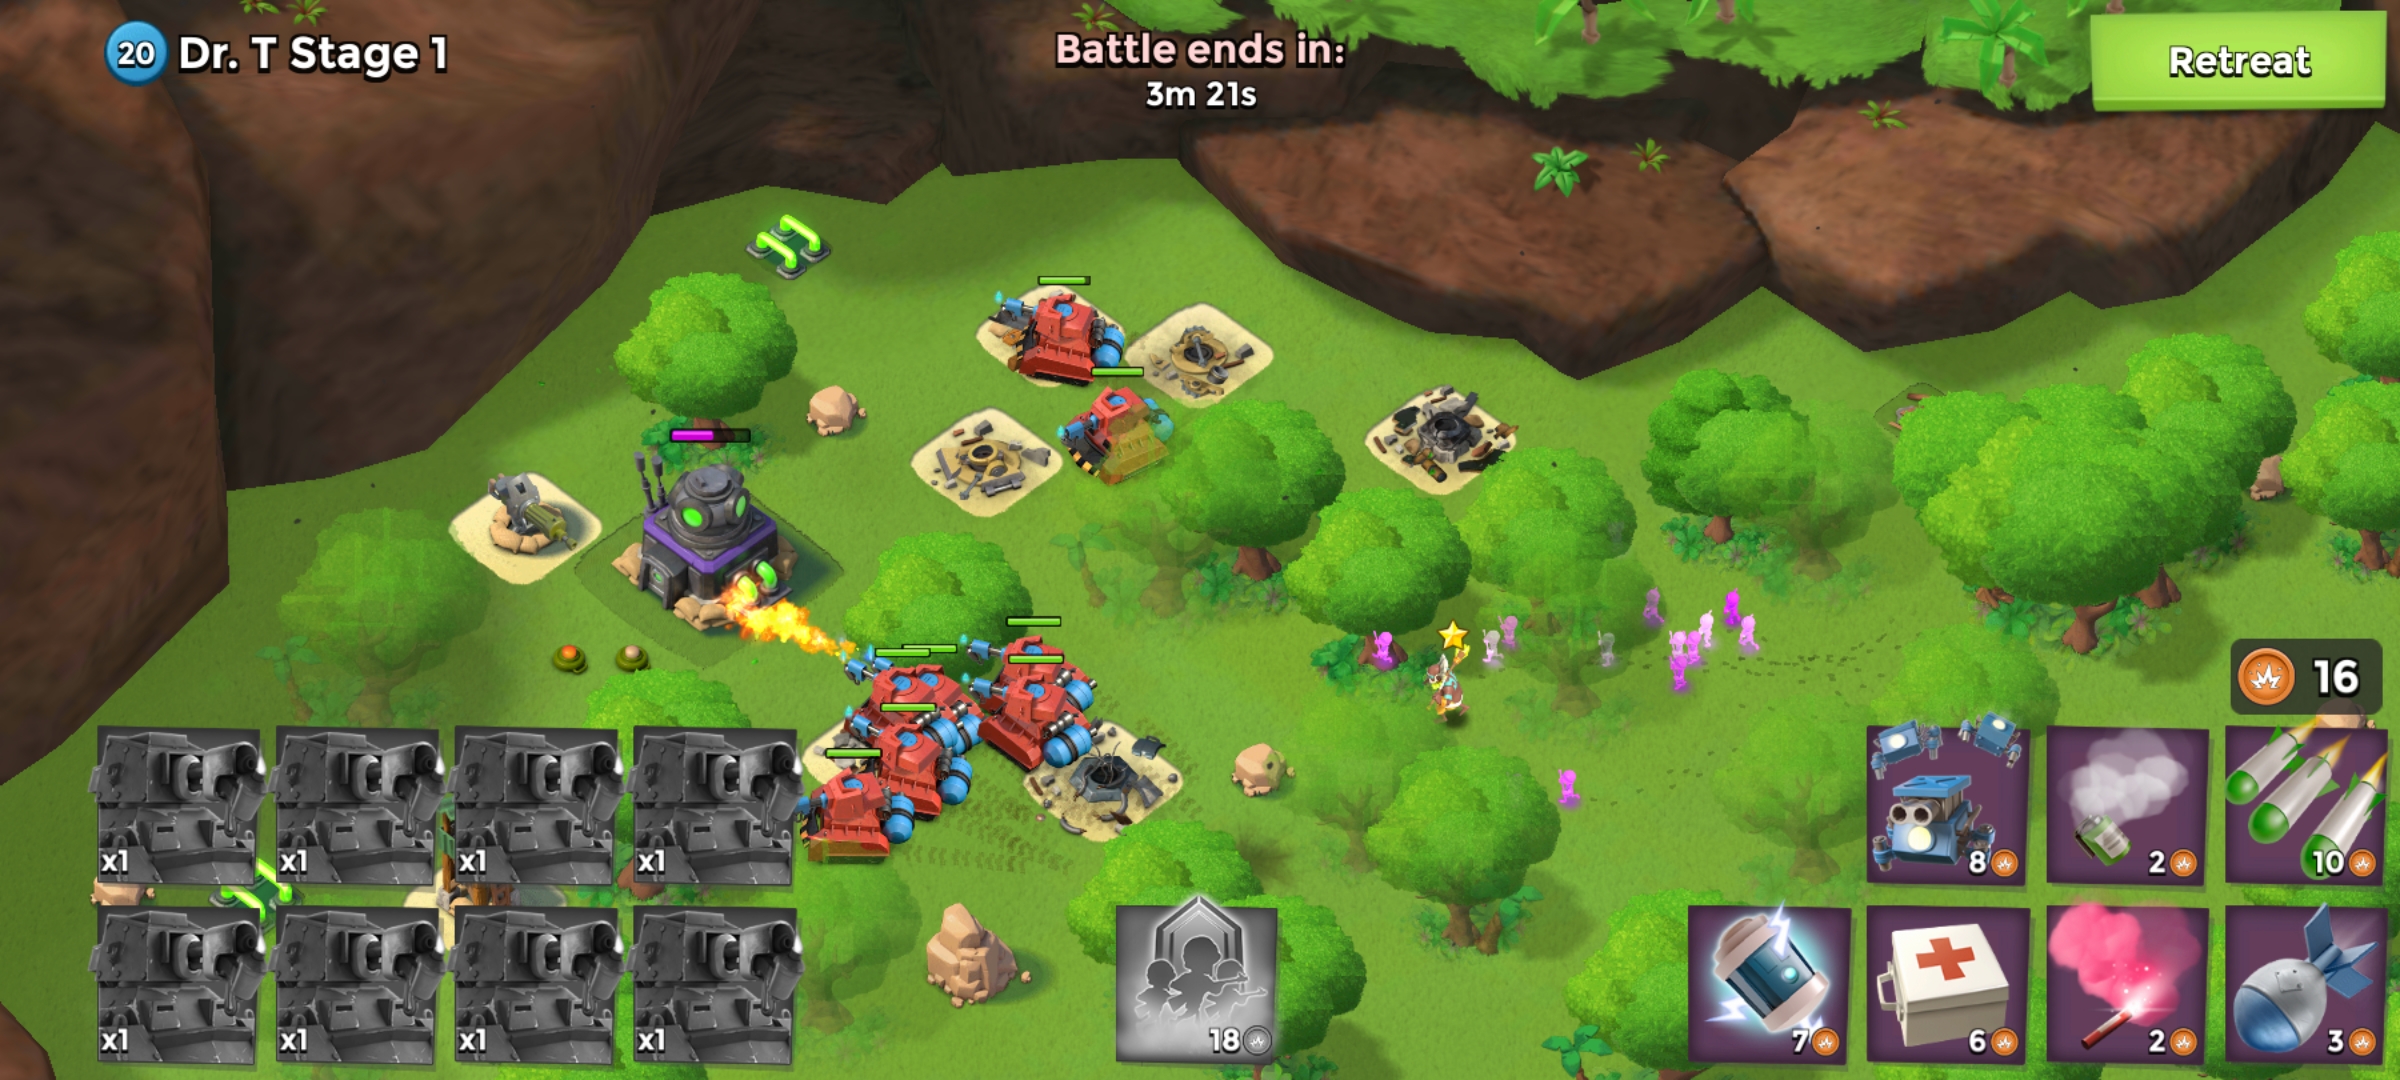 20 Dr. T Stage 1
Battle ends in:
3m 21s
Retreat
16
x1 x1 x1 x1
8 2 10
x1 x1 x1 x1
18
7 6 2 3